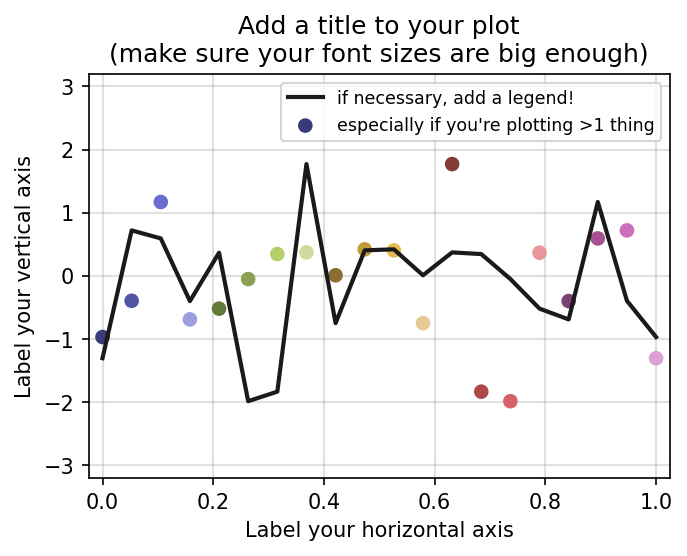 Add a title to your plot
(make sure your font sizes are big enough)
if necessary, add a legend!
especially if you're plotting >1 thing
Label your vertical axis
3
2
1
0
−1
−2
−3
0.0 0.2 0.4 0.6 0.8 1.0
Label your horizontal axis